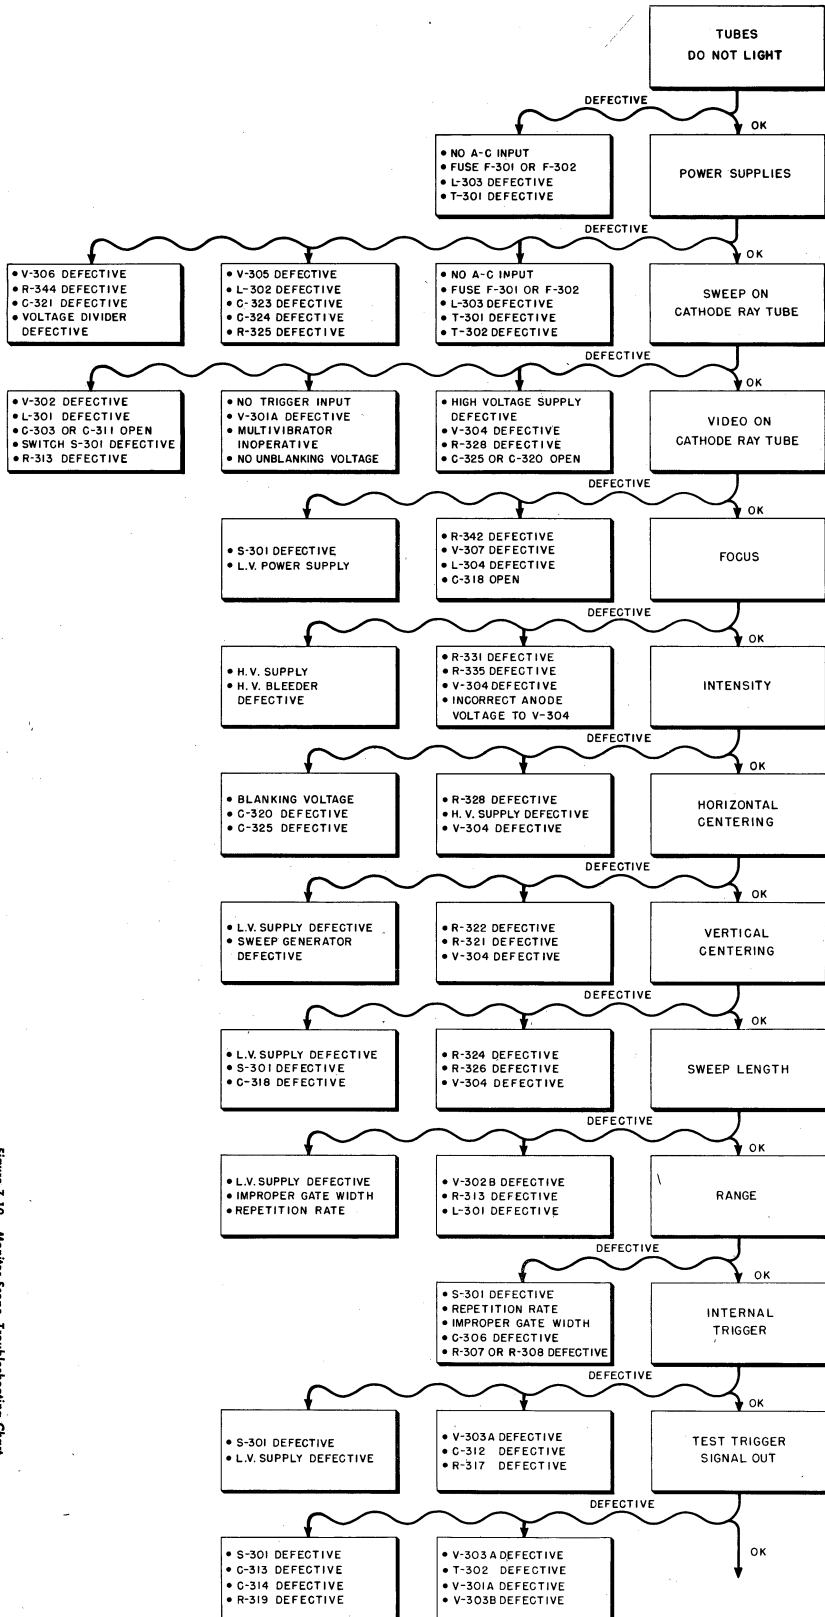 TUBES
DO NOT LIGHT
DEFECTIVE
OK
• NO A-C INPUT
• FUSE F-301 OR F-302
• L-303 DEFECTIVE
• T-301 DEFECTIVE
POWER SUPPLIES
DEFECTIVE
OK
• V-306 DEFECTIVE
• R-344 DEFECTIVE
• C-321 DEFECTIVE
• VOLTAGE DIVIDER
DEFECTIVE
• V-305 DEFECTIVE
• L-302 DEFECTIVE
• C-323 DEFECTIVE
• C-324 DEFECTIVE
• R-325 DEFECTIVE
• NO A-C INPUT
• FUSE F-301 OR F-302
• L-303 DEFECTIVE
• T-301 DEFECTIVE
• T-302 DEFECTIVE
SWEEP ON
CATHODE RAY TUBE
DEFECTIVE
OK
• V-302 DEFECTIVE
• L-301 DEFECTIVE
• C-303 OR C-311 OPEN
• SWITCH S-301 DEFECTIVE
• R-313 DEFECTIVE
• NO TRIGGER INPUT
• V-301A DEFECTIVE
• MULTIVIBRATOR
INOPERATIVE
• NO UNBLANKING VOLTAGE
• HIGH VOLTAGE SUPPLY
DEFECTIVE
• V-304 DEFECTIVE
• R-328 DEFECTIVE
• C-325 OR C-320 OPEN
VIDEO ON
CATHODE RAY TUBE
DEFECTIVE
OK
• S-301 DEFECTIVE
• L.V. POWER SUPPLY
• R-342 DEFECTIVE
• V-307 DEFECTIVE
• L-304 DEFECTIVE
• C-318 OPEN
FOCUS
DEFECTIVE
OK
• H.V. SUPPLY
• H.V. BLEEDER
DEFECTIVE
• R-331 DEFECTIVE
• R-335 DEFECTIVE
• V-304 DEFECTIVE
• INCORRECT ANODE
VOLTAGE TO V-304
INTENSITY
DEFECTIVE
OK
• BLANKING VOLTAGE
• C-320 DEFECTIVE
• C-325 DEFECTIVE
• R-328 DEFECTIVE
• H.V. SUPPLY DEFECTIVE
• V-304 DEFECTIVE
HORIZONTAL
CENTERING
DEFECTIVE
OK
• L.V. SUPPLY DEFECTIVE
• SWEEP GENERATOR
DEFECTIVE
• R-322 DEFECTIVE
• R-321 DEFECTIVE
• V-304 DEFECTIVE
VERTICAL
CENTERING
DEFECTIVE
OK
• L.V. SUPPLY DEFECTIVE
• S-301 DEFECTIVE
• C-318 DEFECTIVE
• R-324 DEFECTIVE
• R-326 DEFECTIVE
• V-304 DEFECTIVE
SWEEP LENGTH
DEFECTIVE
OK
• L.V. SUPPLY DEFECTIVE
• IMPROPER GATE WIDTH
• REPETITION RATE
• V-302B DEFECTIVE
• R-313 DEFECTIVE
• L-301 DEFECTIVE
RANGE
DEFECTIVE
OK
• S-301 DEFECTIVE
• REPETITION RATE
• IMPROPER GATE WIDTH
• C-306 DEFECTIVE
• R-307 OR R-308 DEFECTIVE
INTERNAL
TRIGGER
DEFECTIVE
OK
• S-301 DEFECTIVE
• L.V. SUPPLY DEFECTIVE
• V-303A DEFECTIVE
• C-312 DEFECTIVE
• R-317 DEFECTIVE
TEST TRIGGER
SIGNAL OUT
DEFECTIVE
OK
• S-301 DEFECTIVE
• C-313 DEFECTIVE
• C-314 DEFECTIVE
• R-319 DEFECTIVE
• V-303A DEFECTIVE
• T-302 DEFECTIVE
• V-301A DEFECTIVE
• V-303B DEFECTIVE